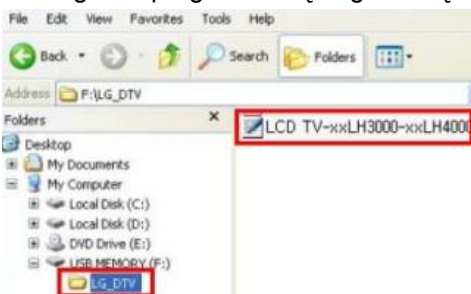 File Edit View Favorites Tools Help
Back Search Folders
Address F:\LG_DTV
Folders x LCD TV-xxLH3000-xxLH4000
Desktop
My Documents
My Computer
Local Disk (C:)
Local Disk (D:)
DVD Drive (E:)
USB MEMORY (F:)
LG_DTV